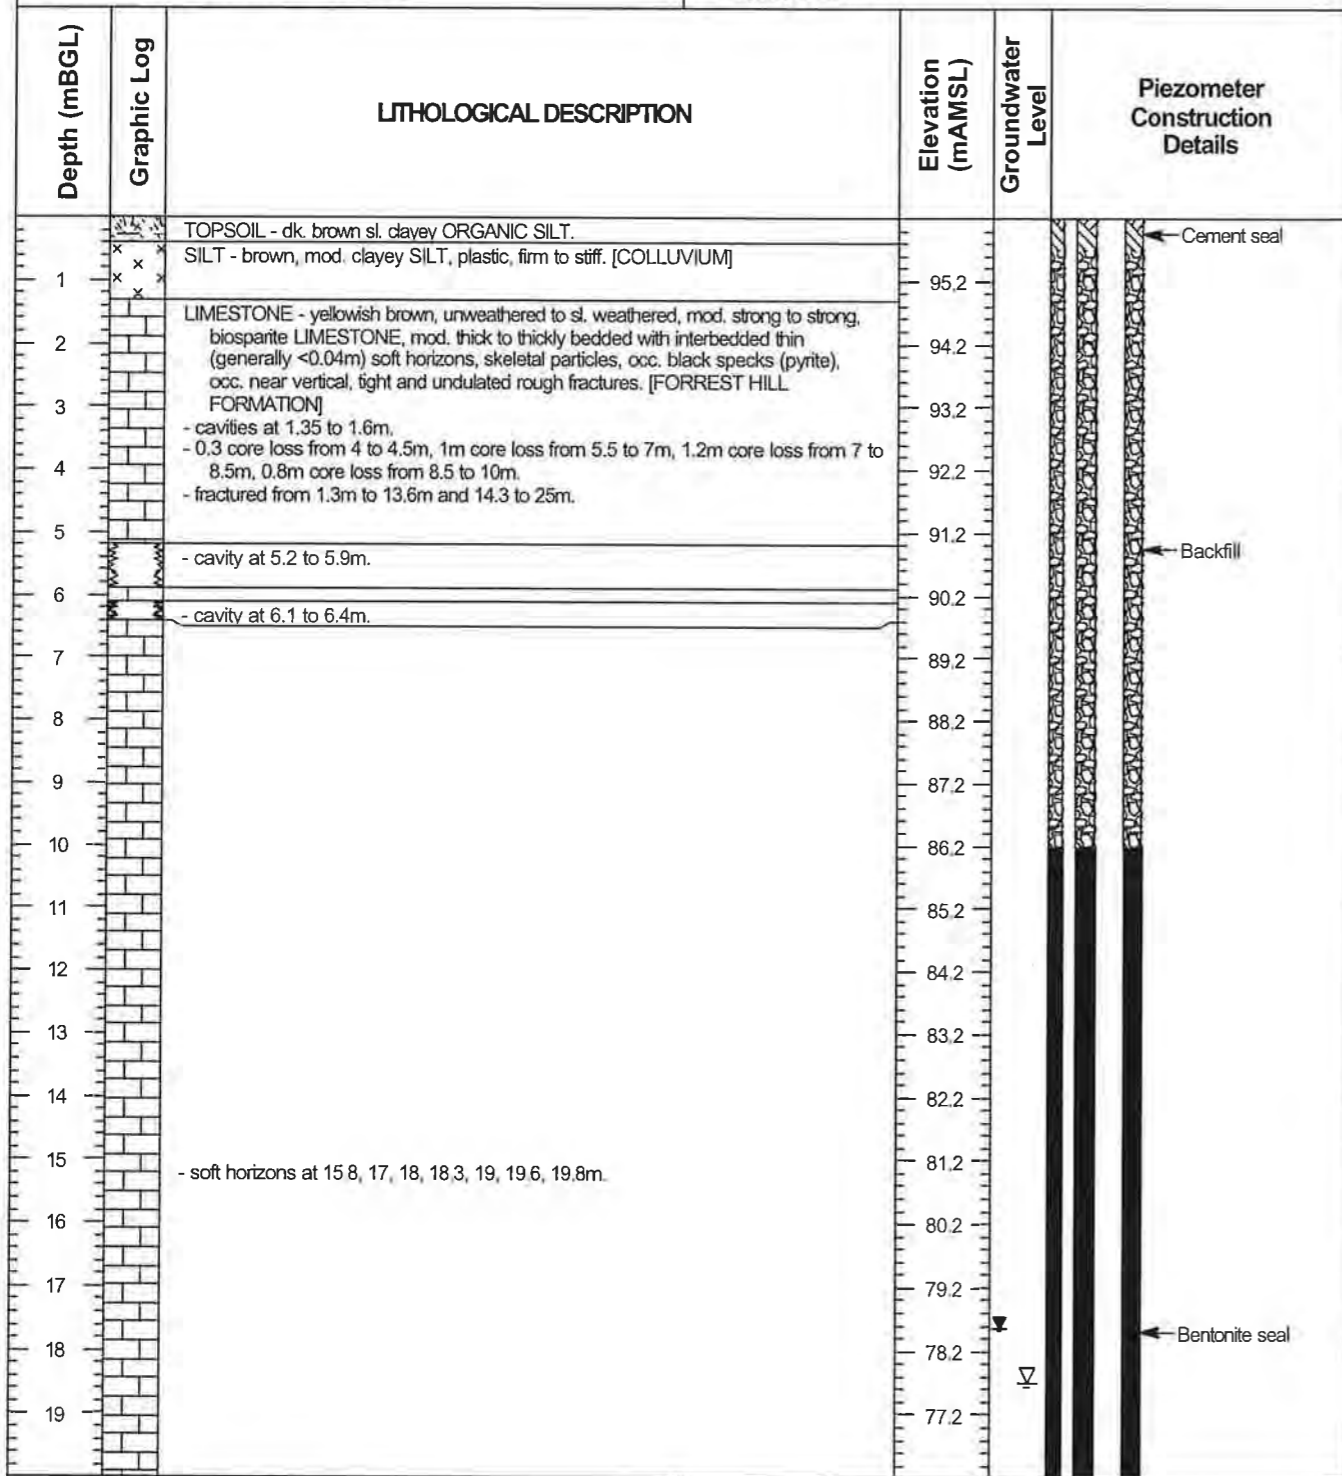 Depth (mBGL)
Graphic Log
LITHOLOGICAL DESCRIPTION
Elevation
(mAMSL)
Groundwater
Level
Piezometer
Construction
Details
TOPSOIL - dk. brown sl. clayey ORGANIC SILT.
Cement seal
SILT - brown, mod. clayey SILT, plastic, firm to stiff. [COLLUVIUM]
1
95.2
LIMESTONE - yellowish brown, unweathered to sl. weathered, mod. strong to strong,
biosparite LIMESTONE, mod. thick to thickly bedded with interbedded thin
2
94.2
(generally <0.04m) soft horizons, skeletal particles, occ. black specks (pyrite),
occ. near vertical, tight and undulated rough fractures. [FORREST HILL
FORMATION]
3
93.2
- cavities at 1.35 to 1.6m.
- 0.3 core loss from 4 to 4.5m, 1m core loss from 5.5 to 7m, 1.2m core loss from 7 to
8.5m, 0.8m core loss from 8.5 to 10m.
4
92.2
- fractured from 1.3m to 13.6m and 14.3 to 25m.
5
91.2
- cavity at 5.2 to 5.9m.
Backfill
6
90.2
- cavity at 6.1 to 6.4m.
7
89.2
8
88.2
9
87.2
10
86.2
11
85.2
12
84.2
13
83.2
14
82.2
15
81.2
- soft horizons at 15.8, 17, 18, 18.3, 19, 19.6, 19.8m.
16
80.2
17
79.2
18
78.2
Bentonite seal
19
77.2